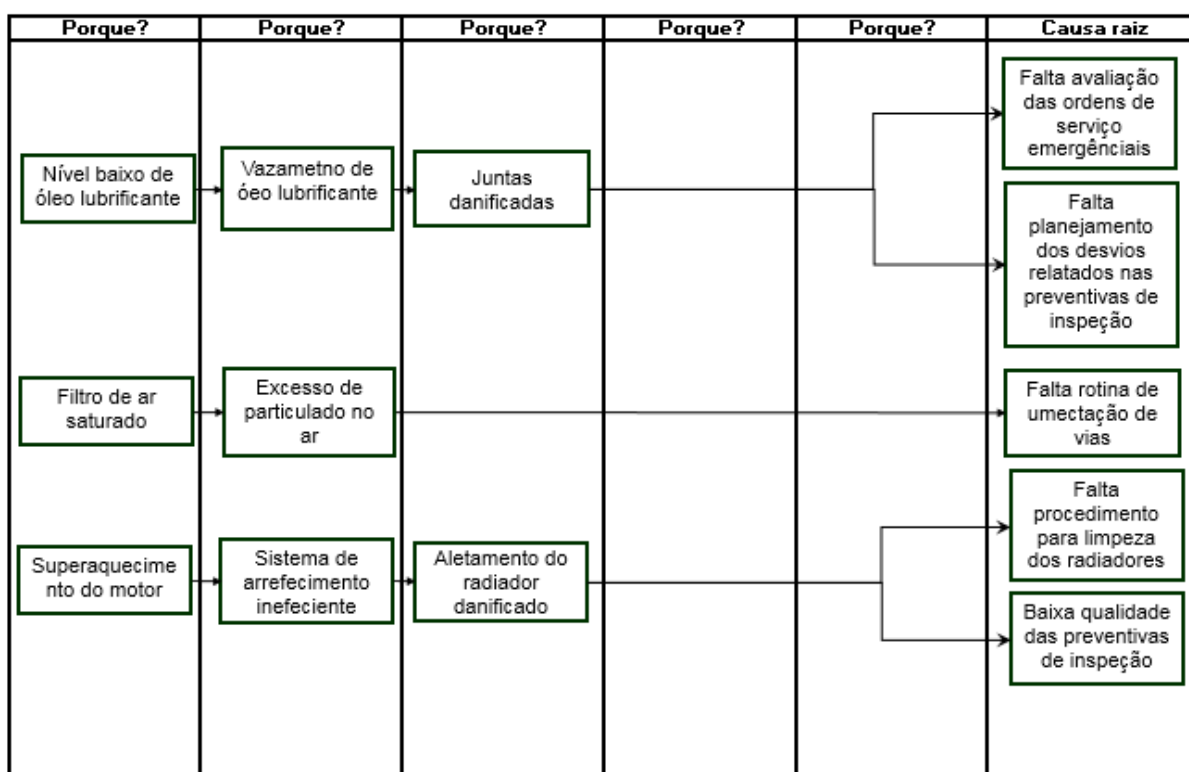 Porque? Porque? Porque? Porque? Porque? Causa raiz
Falta avaliação
das ordens de
serviço
emergênciais
Nível baixo de
óleo lubrificante
Vazametno de
óeo lubrificante
Juntas
danificadas
Falta
planejamento
dos desvios
relatados nas
preventivas de
inspeção
Filtro de ar
saturado
Excesso de
particulado no
ar
Falta rotina de
umectação de
vias
Falta
procedimento
para limpeza
dos radiadores
Superaquecime
nto do motor
Sistema de
arrefecimento
inefeciente
Aletamento do
radiador
danificado
Baixa qualidade
das preventivas
de inspeção